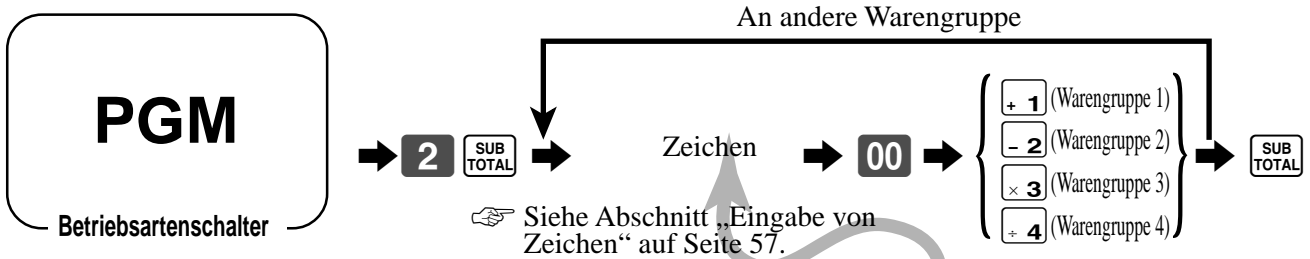 An andere Warengruppe
PGM
Betriebsartenschalter
2 SUB TOTAL Zeichen 00
+ 1 (Warengruppe 1)
- 2 (Warengruppe 2)
× 3 (Warengruppe 3)
÷ 4 (Warengruppe 4)
SUB TOTAL
☞ Siehe Abschnitt „Eingabe von
Zeichen“ auf Seite 57.